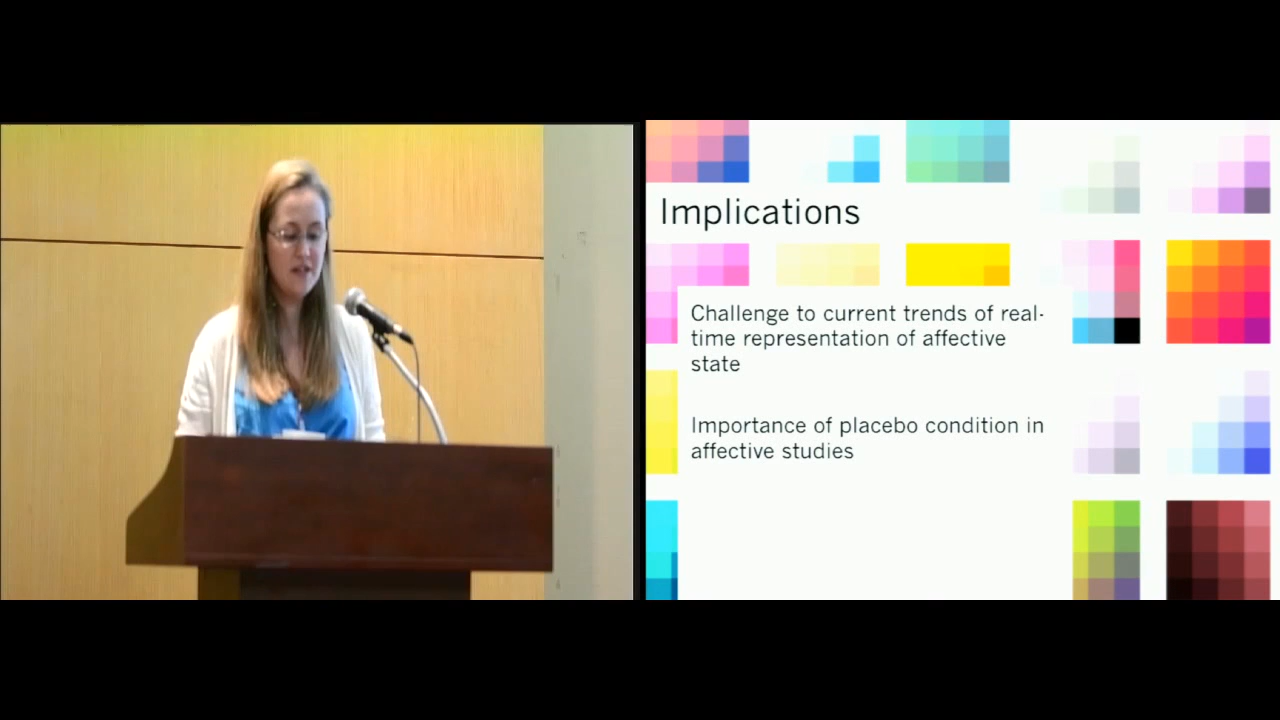 Implications
Challenge to current trends of real-
time representation of affective
state
Importance of placebo condition in
affective studies